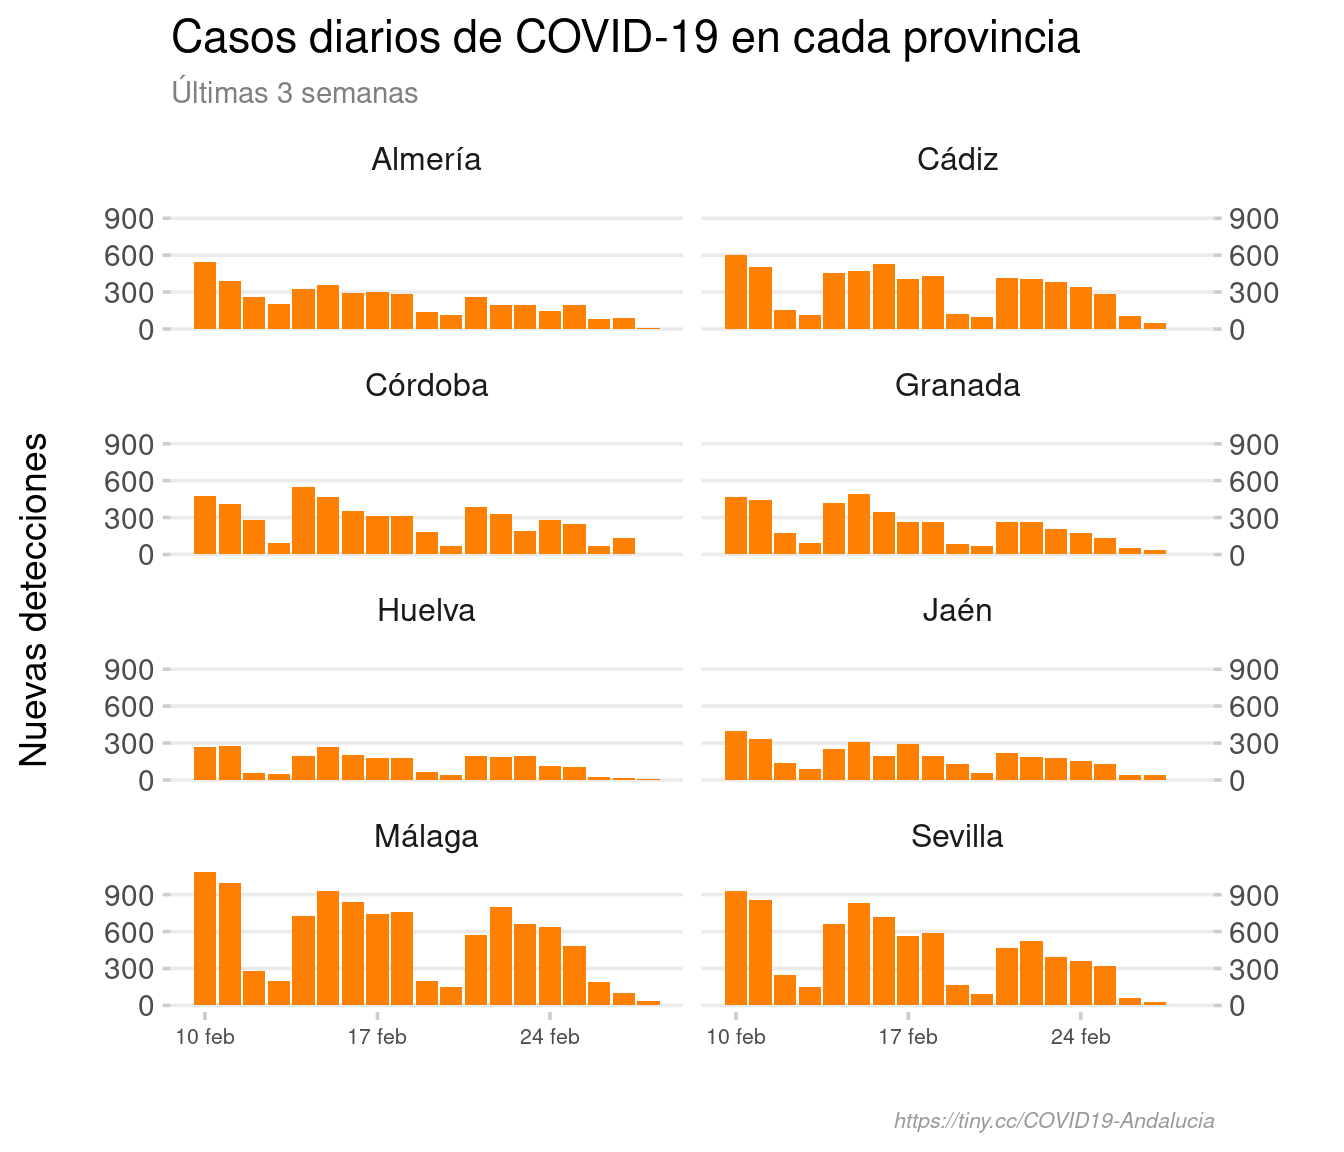 Casos diarios de COVID-19 en cada provincia
Últimas 3 semanas
Almería Cádiz
900 900
600 600
300 300
0 0
Córdoba Granada
900 900
600 600
300 300
0 0
Nuevas detecciones
Huelva Jaén
900 900
600 600
300 300
0 0
Málaga Sevilla
900 900
600 600
300 300
0 0
10 feb 17 feb 24 feb 10 feb 17 feb 24 feb
https://tiny.cc/COVID19-Andalucia